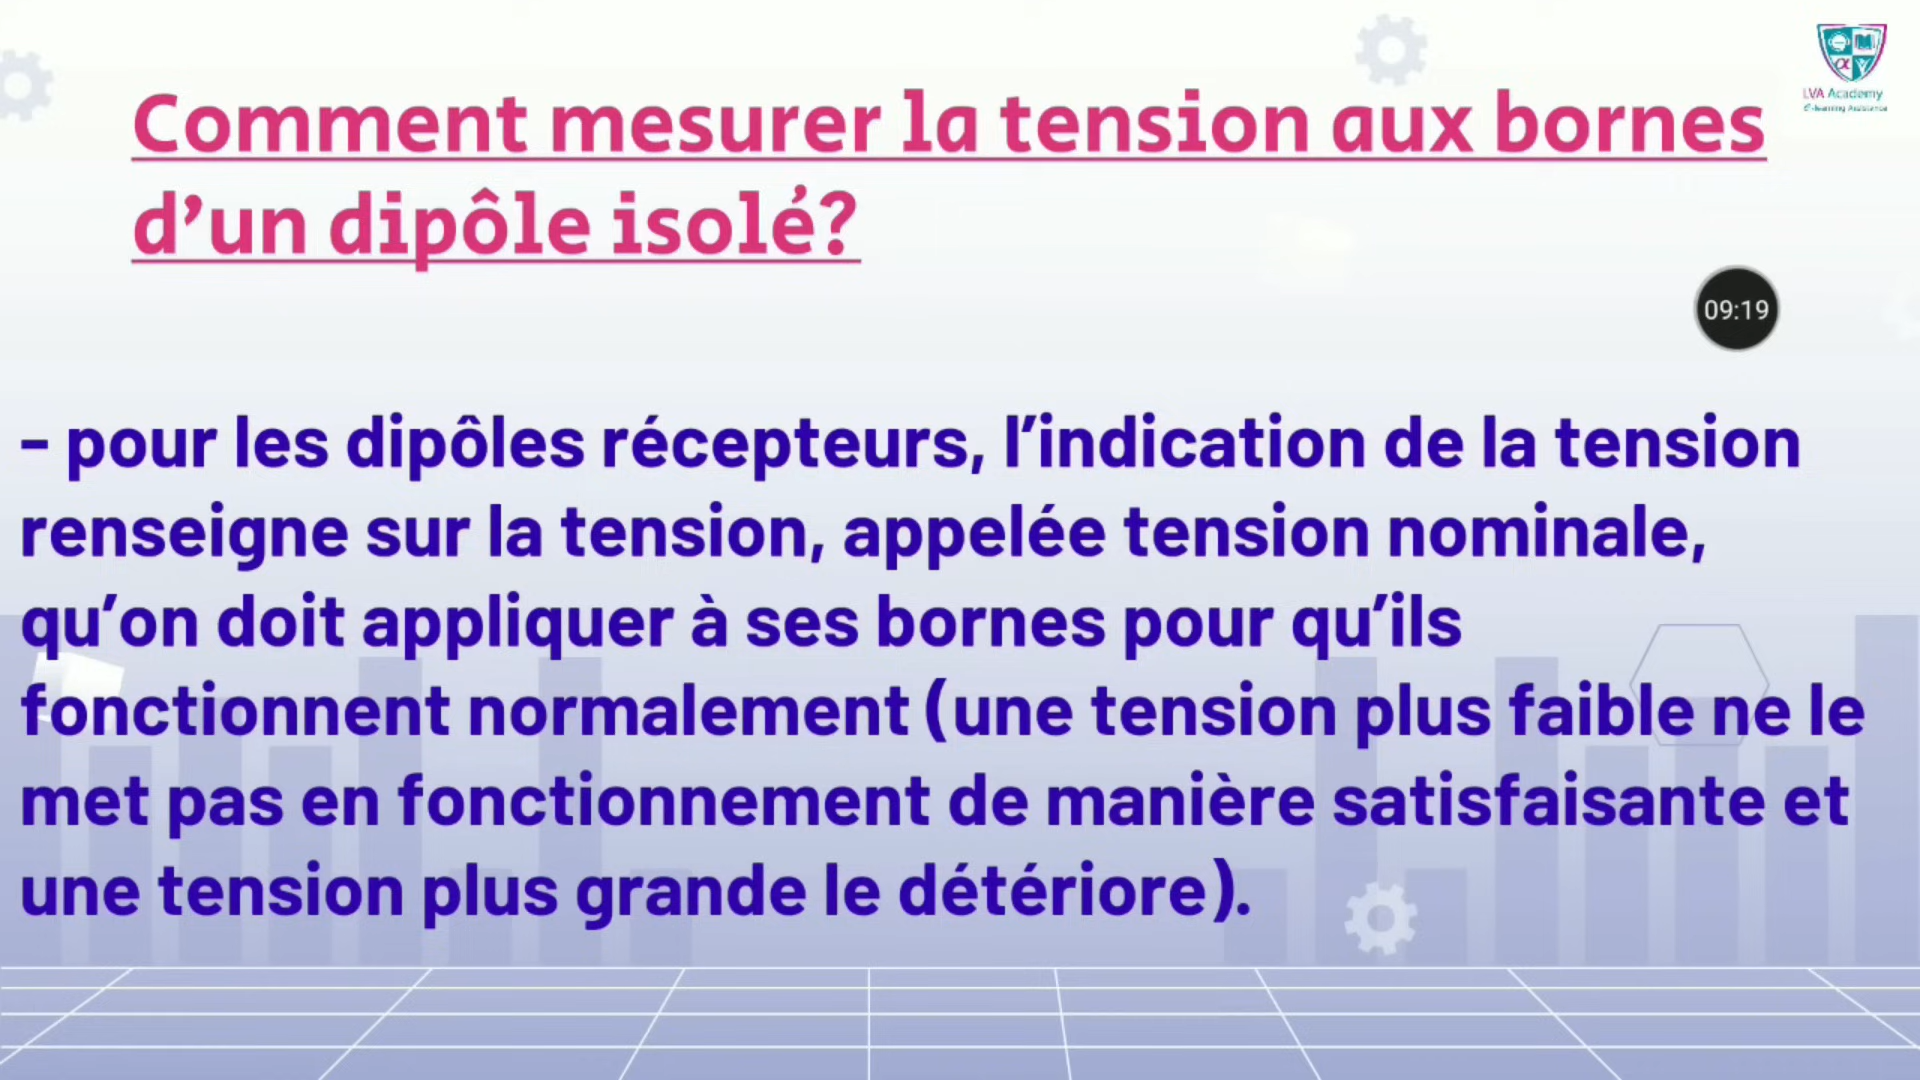 LVA Academy
E-learning Assistance
Comment mesurer la tension aux bornes
d’un dipôle isolé?
09:19
- pour les dipôles récepteurs, l’indication de la tension
renseigne sur la tension, appelée tension nominale,
qu’on doit appliquer à ses bornes pour qu’ils
fonctionnent normalement (une tension plus faible ne le
met pas en fonctionnement de manière satisfaisante et
une tension plus grande le détériore).